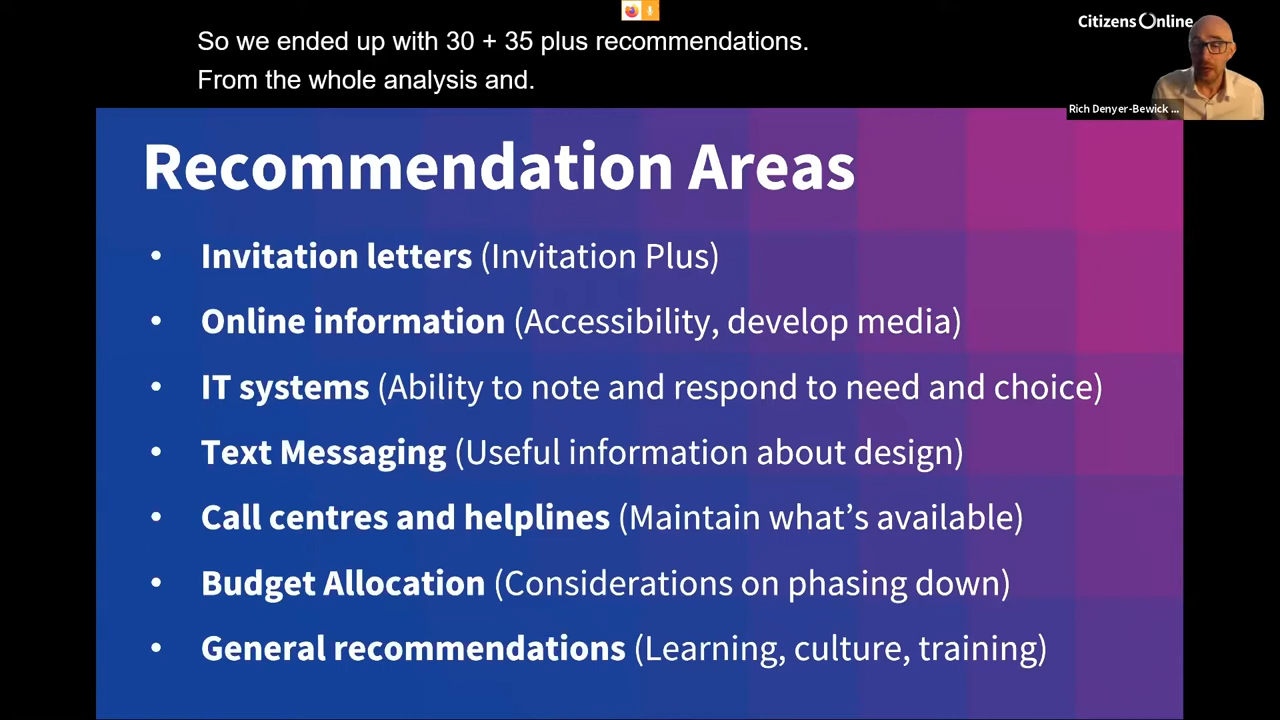 So we ended up with 30 + 35 plus recommendations.
From the whole analysis and.
Citizens Online
Rich Denyer-Bewick ...
Recommendation Areas
• Invitation letters (Invitation Plus)
• Online information (Accessibility, develop media)
• IT systems (Ability to note and respond to need and choice)
• Text Messaging (Useful information about design)
• Call centres and helplines (Maintain what’s available)
• Budget Allocation (Considerations on phasing down)
• General recommendations (Learning, culture, training)